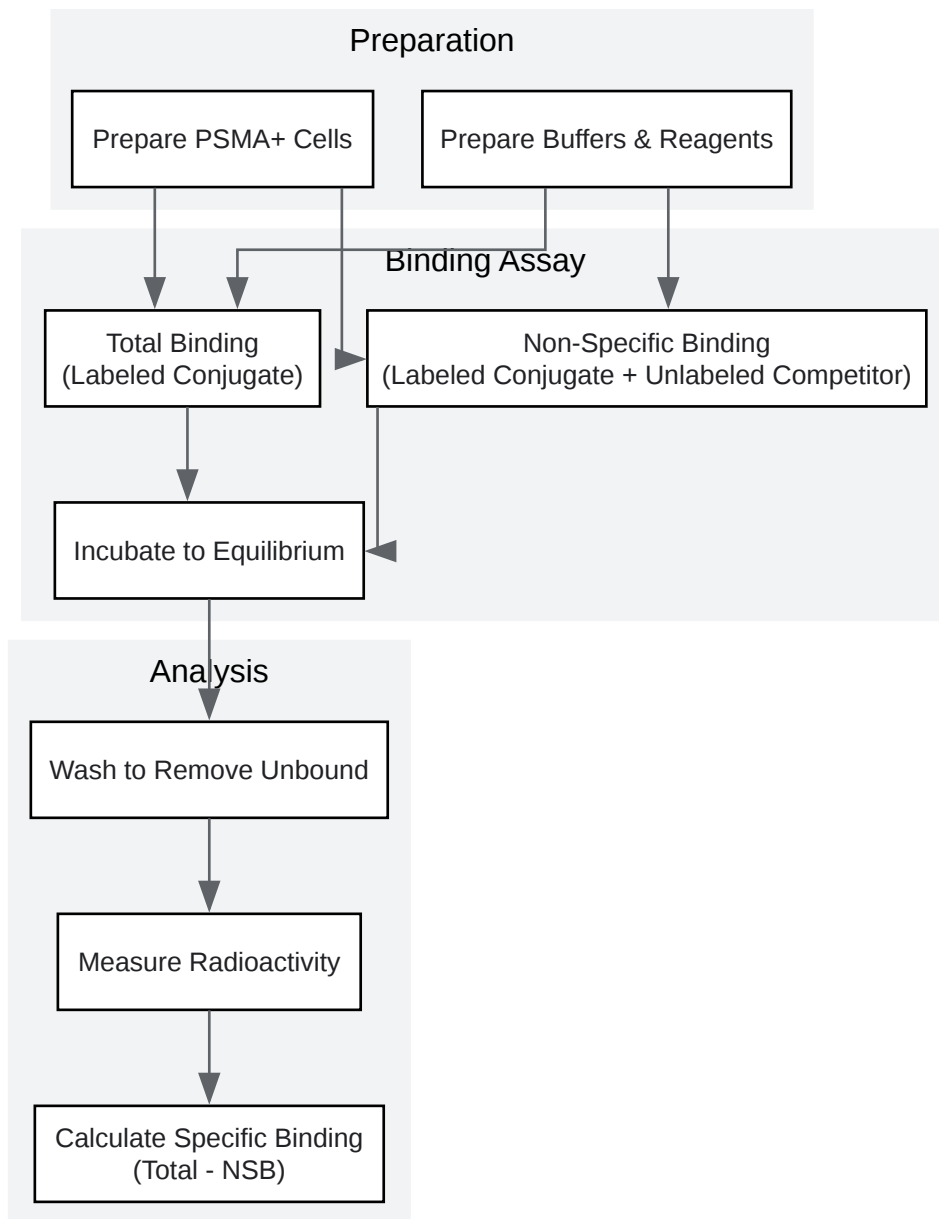 Preparation
Prepare PSMA+ Cells
Prepare Buffers & Reagents
Binding Assay
Total Binding
(Labeled Conjugate)
Non-Specific Binding
(Labeled Conjugate + Unlabeled Competitor)
Incubate to Equilibrium
Analysis
Wash to Remove Unbound
Measure Radioactivity
Calculate Specific Binding
(Total - NSB)